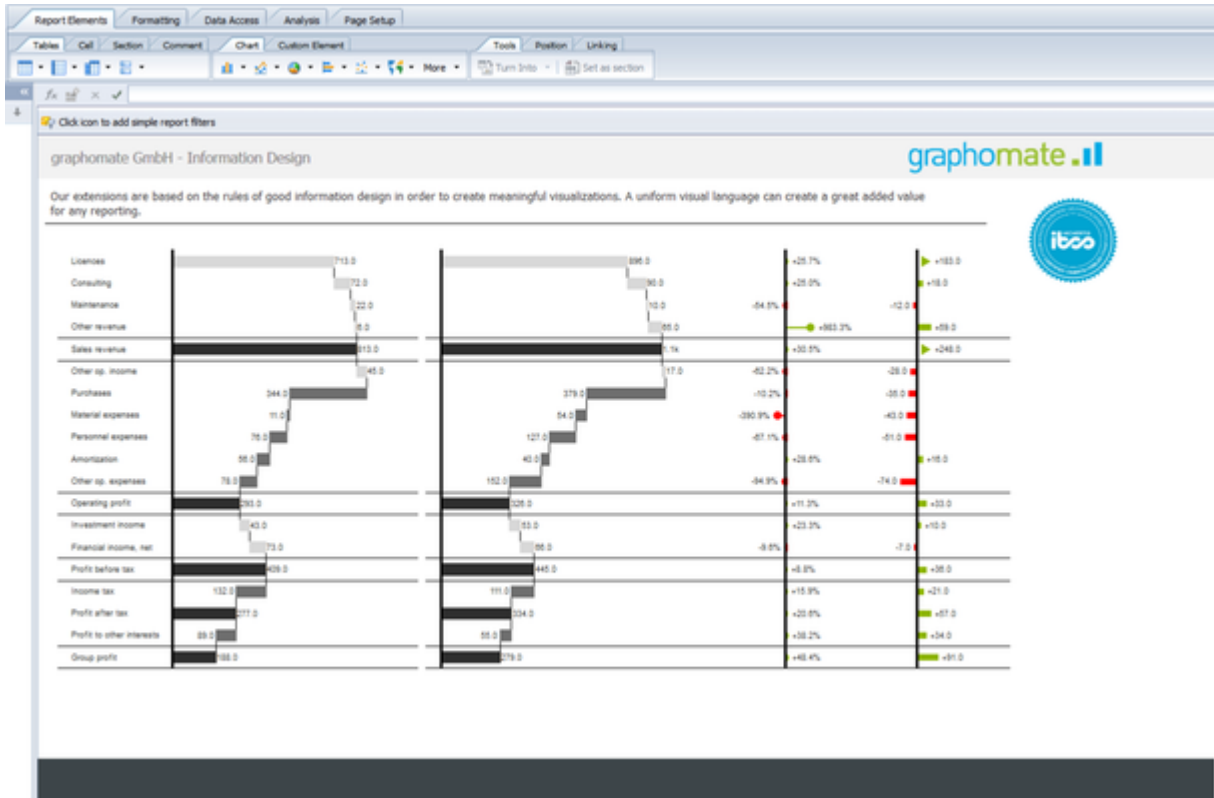 Report Elements Formatting Data Access Analysis Page Setup
Tables Cell Section Comment Chart Custom Element Tools Position Linking
More Turn Into Set as section
fx
Click icon to add simple report filters
graphomate GmbH - Information Design
graphomate
Our extensions are based on the rules of good information design in order to create meaningful visualizations. A uniform visual language can create a great added value
for any reporting.
ibcs
Licences 713.0 896.0 +25.7% +183.0
Consulting 72.0 90.0 +25.0% +18.0
Maintenance 22.0 10.0 -54.5% -12.0
Other revenue 6.0 65.0 +983.3% +59.0
Sales revenue 813.0 1.1k +30.5% +248.0
Other op. income 45.0 17.0 -62.2% -28.0
Purchases 344.0 379.0 -10.2% -35.0
Material expenses 11.0 54.0 -390.9% -43.0
Personnel expenses 76.0 127.0 -67.1% -51.0
Amortization 56.0 40.0 +28.6% +16.0
Other op. expenses 78.0 152.0 -94.9% -74.0
Operating profit 293.0 326.0 +11.3% +33.0
Investment income 43.0 53.0 +23.3% +10.0
Financial income, net 73.0 66.0 -9.6% -7.0
Profit before tax 409.0 445.0 +8.8% +36.0
Income tax 132.0 111.0 +15.9% +21.0
Profit after tax 277.0 334.0 +20.6% +57.0
Profit to other interests 89.0 55.0 +38.2% +34.0
Group profit 188.0 279.0 +48.4% +91.0